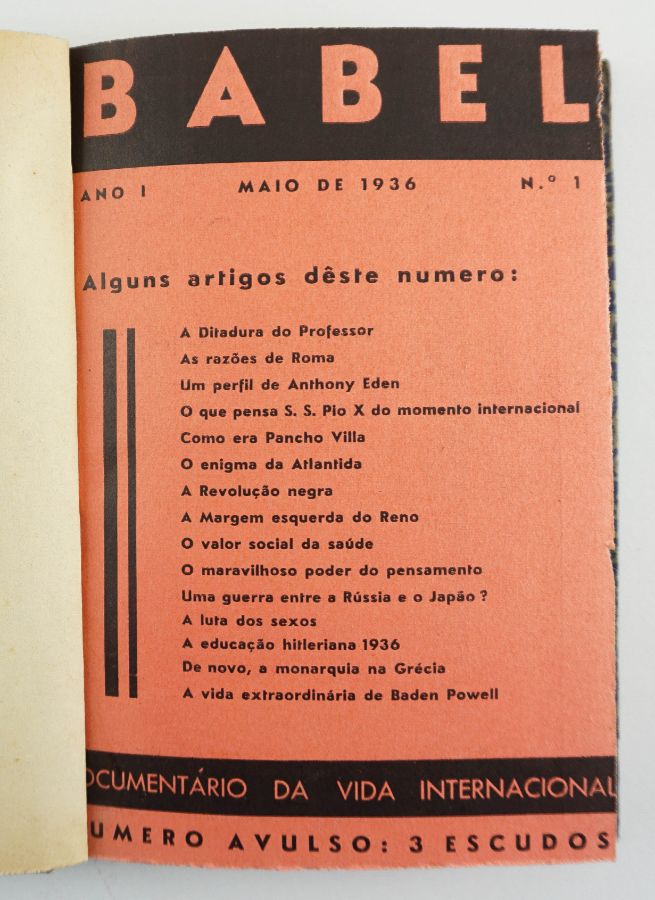 BABEL
ANO I MAIO DE 1936 N.º 1
Alguns artigos dêste numero:
A Ditadura do Professor
As razões de Roma
Um perfil de Anthony Eden
O que pensa S. S. Pio X do momento internacional
Como era Pancho Villa
O enigma da Atlantida
A Revolução negra
A Margem esquerda do Reno
O valor social da saúde
O maravilhoso poder do pensamento
Uma guerra entre a Rússia e o Japão ?
A luta dos sexos
A educação hitleriana 1936
De novo, a monarquia na Grécia
A vida extraordinária de Baden Powell
OCUMENTÁRIO DA VIDA INTERNACIONAL
UMERO AVULSO: 3 ESCUDOS